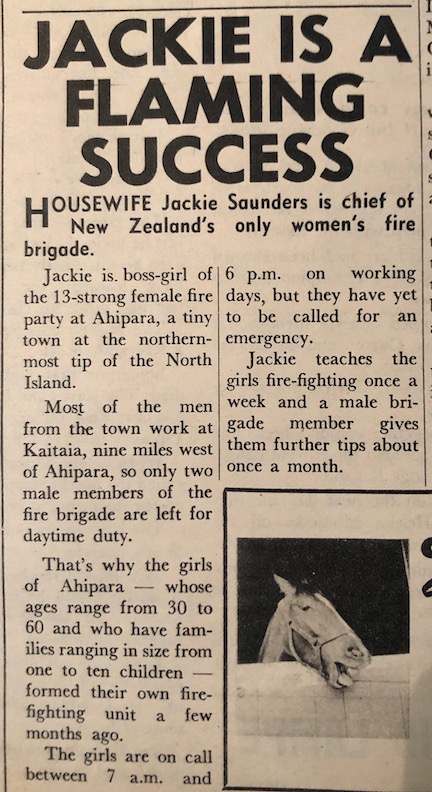 JACKIE IS A
FLAMING
SUCCESS
HOUSEWIFE Jackie Saunders is chief of
New Zealand's only women's fire
brigade.
Jackie is. boss-girl of
the 13-strong female fire
party at Ahipara, a tiny
town at the northern-
most tip of the North
Island.
Most of the men
from the town work at
Kaitaia, nine miles west
of Ahipara, so only two
male members of the
fire brigade are left for
daytime duty.
That's why the girls
of Ahipara — whose
ages range from 30 to
60 and who have fam-
ilies ranging in size from
one to ten children —
formed their own fire-
fighting unit a few
months ago.
The girls are on call
between 7 a.m. and
6 p.m. on working
days, but they have yet
to be called for an
emergency.
Jackie teaches the
girls fire-fighting once a
week and a male bri-
gade member gives
them further tips about
once a month.